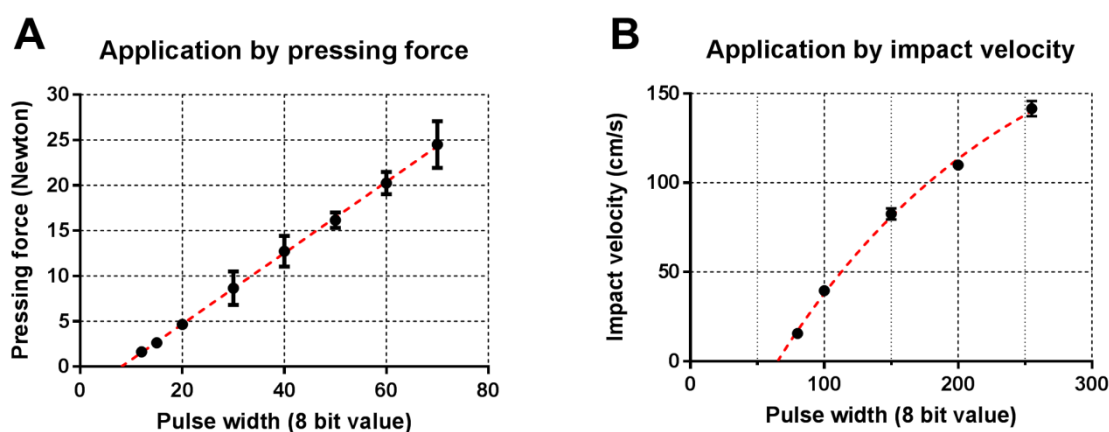 A
Application by pressing force
Pressing force (Newton)
30
25
20
15
10
5
0
0 20 40 60 80
Pulse width (8 bit value)
B
Application by impact velocity
Impact velocity (cm/s)
150
100
50
0
0 100 200 300
Pulse width (8 bit value)